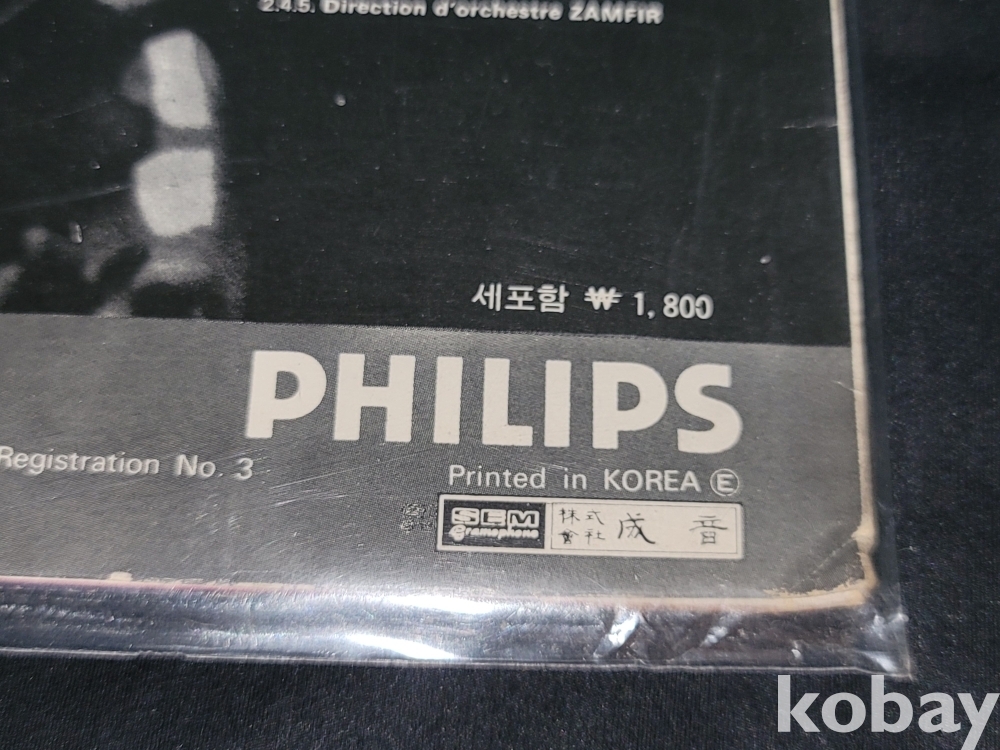 2.4.5. Direction d'orchestre ZAMFIR
세포함 ₩ 1,800
PHILIPS
Registration No. 3
Printed in KOREA Ⓔ
SEM 株式 成音
Gramophone 會社
kobay